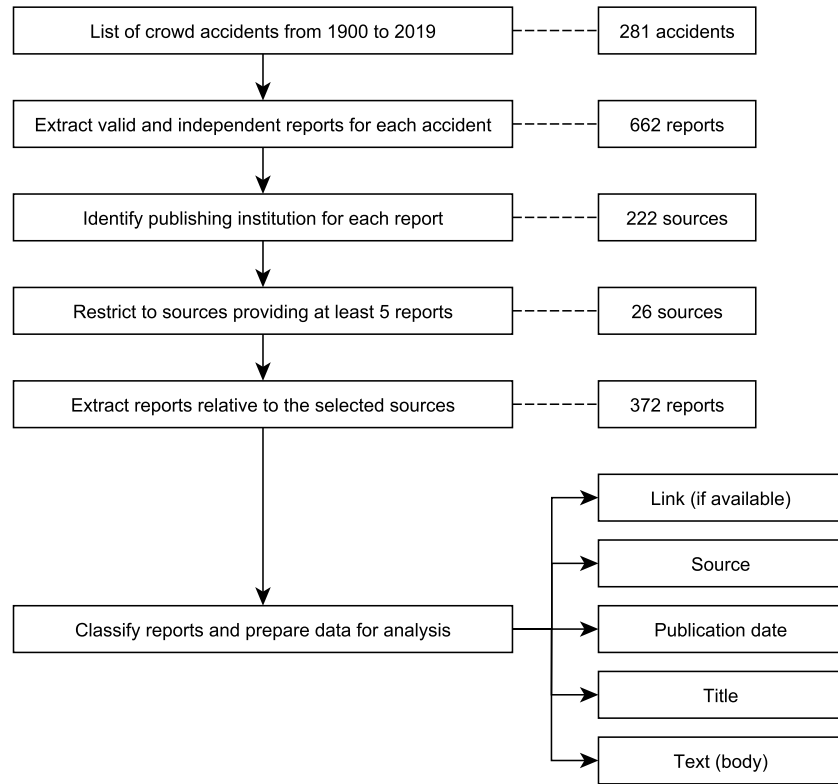 List of crowd accidents from 1900 to 2019
281 accidents
Extract valid and independent reports for each accident
662 reports
Identify publishing institution for each report
222 sources
Restrict to sources providing at least 5 reports
26 sources
Extract reports relative to the selected sources
372 reports
Link (if available)
Source
Classify reports and prepare data for analysis
Publication date
Title
Text (body)